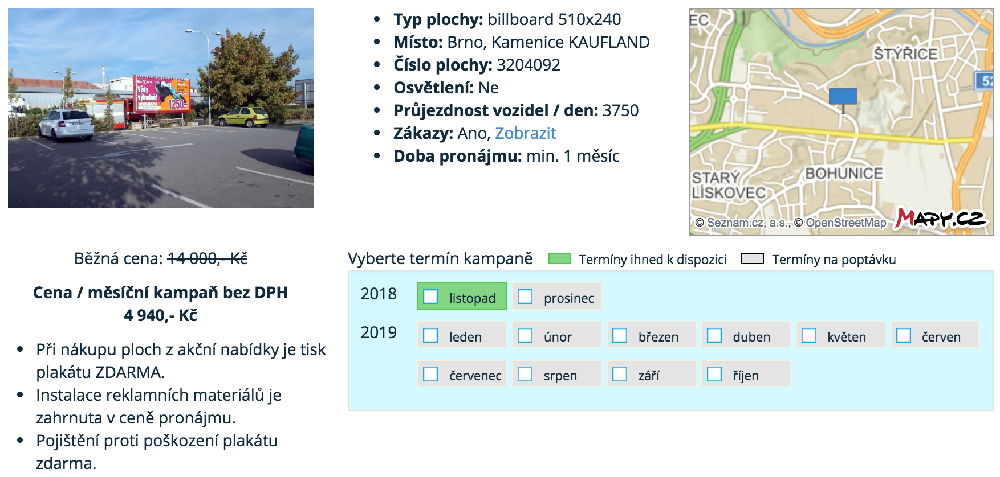 Vždy
výhodně!
HORNBACH
1250,-
Typ plochy: billboard 510x240
Místo: Brno, Kamenice KAUFLAND
Číslo plochy: 3204092
Osvětlení: Ne
Průjezdnost vozidel / den: 3750
Zákazy: Ano, Zobrazit
Doba pronájmu: min. 1 měsíc
EC
ŠTÝŘICE
52
BOHUNICE
STARÝ
LÍSKOVEC
© Seznam.cz, a.s., © OpenStreetMap
MAPY.CZ
Běžná cena: 14 000,- Kč
Cena / měsíční kampaň bez DPH
4 940,- Kč
Při nákupu ploch z akční nabídky je tisk
plakátu ZDARMA.
Instalace reklamních materiálů je
zahrnuta v ceně pronájmu.
Pojištění proti poškození plakátu
zdarma.
Vyberte termín kampaně Termíny ihned k dispozici Termíny na poptávku
2018 listopad prosinec
2019 leden únor březen duben květen červen
červenec srpen září říjen